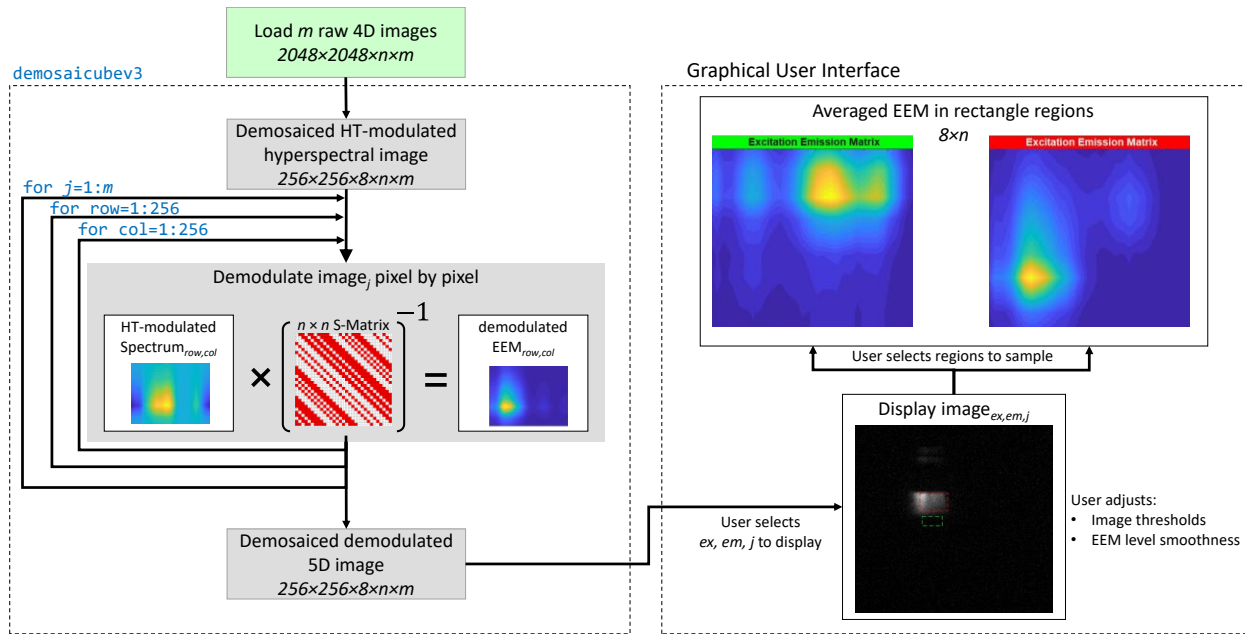 Load m raw 4D images
2048×2048×n×m
demosaicubev3
Demosaiced HT-modulated
hyperspectral image
256×256×8×n×m
for j=1:m
for row=1:256
for col=1:256
Demodulate image_j pixel by pixel
HT-modulated
Spectrum_row,col
×
n × n S-Matrix
−1
=
demodulated
EEM_row,col
Demosaiced demodulated
5D image
256×256×8×n×m
User selects
ex, em, j to display
Graphical User Interface
Averaged EEM in rectangle regions
8×n
Excitation Emission Matrix
Excitation Emission Matrix
User selects regions to sample
Display image_ex,em,j
User adjusts:
• Image thresholds
• EEM level smoothness